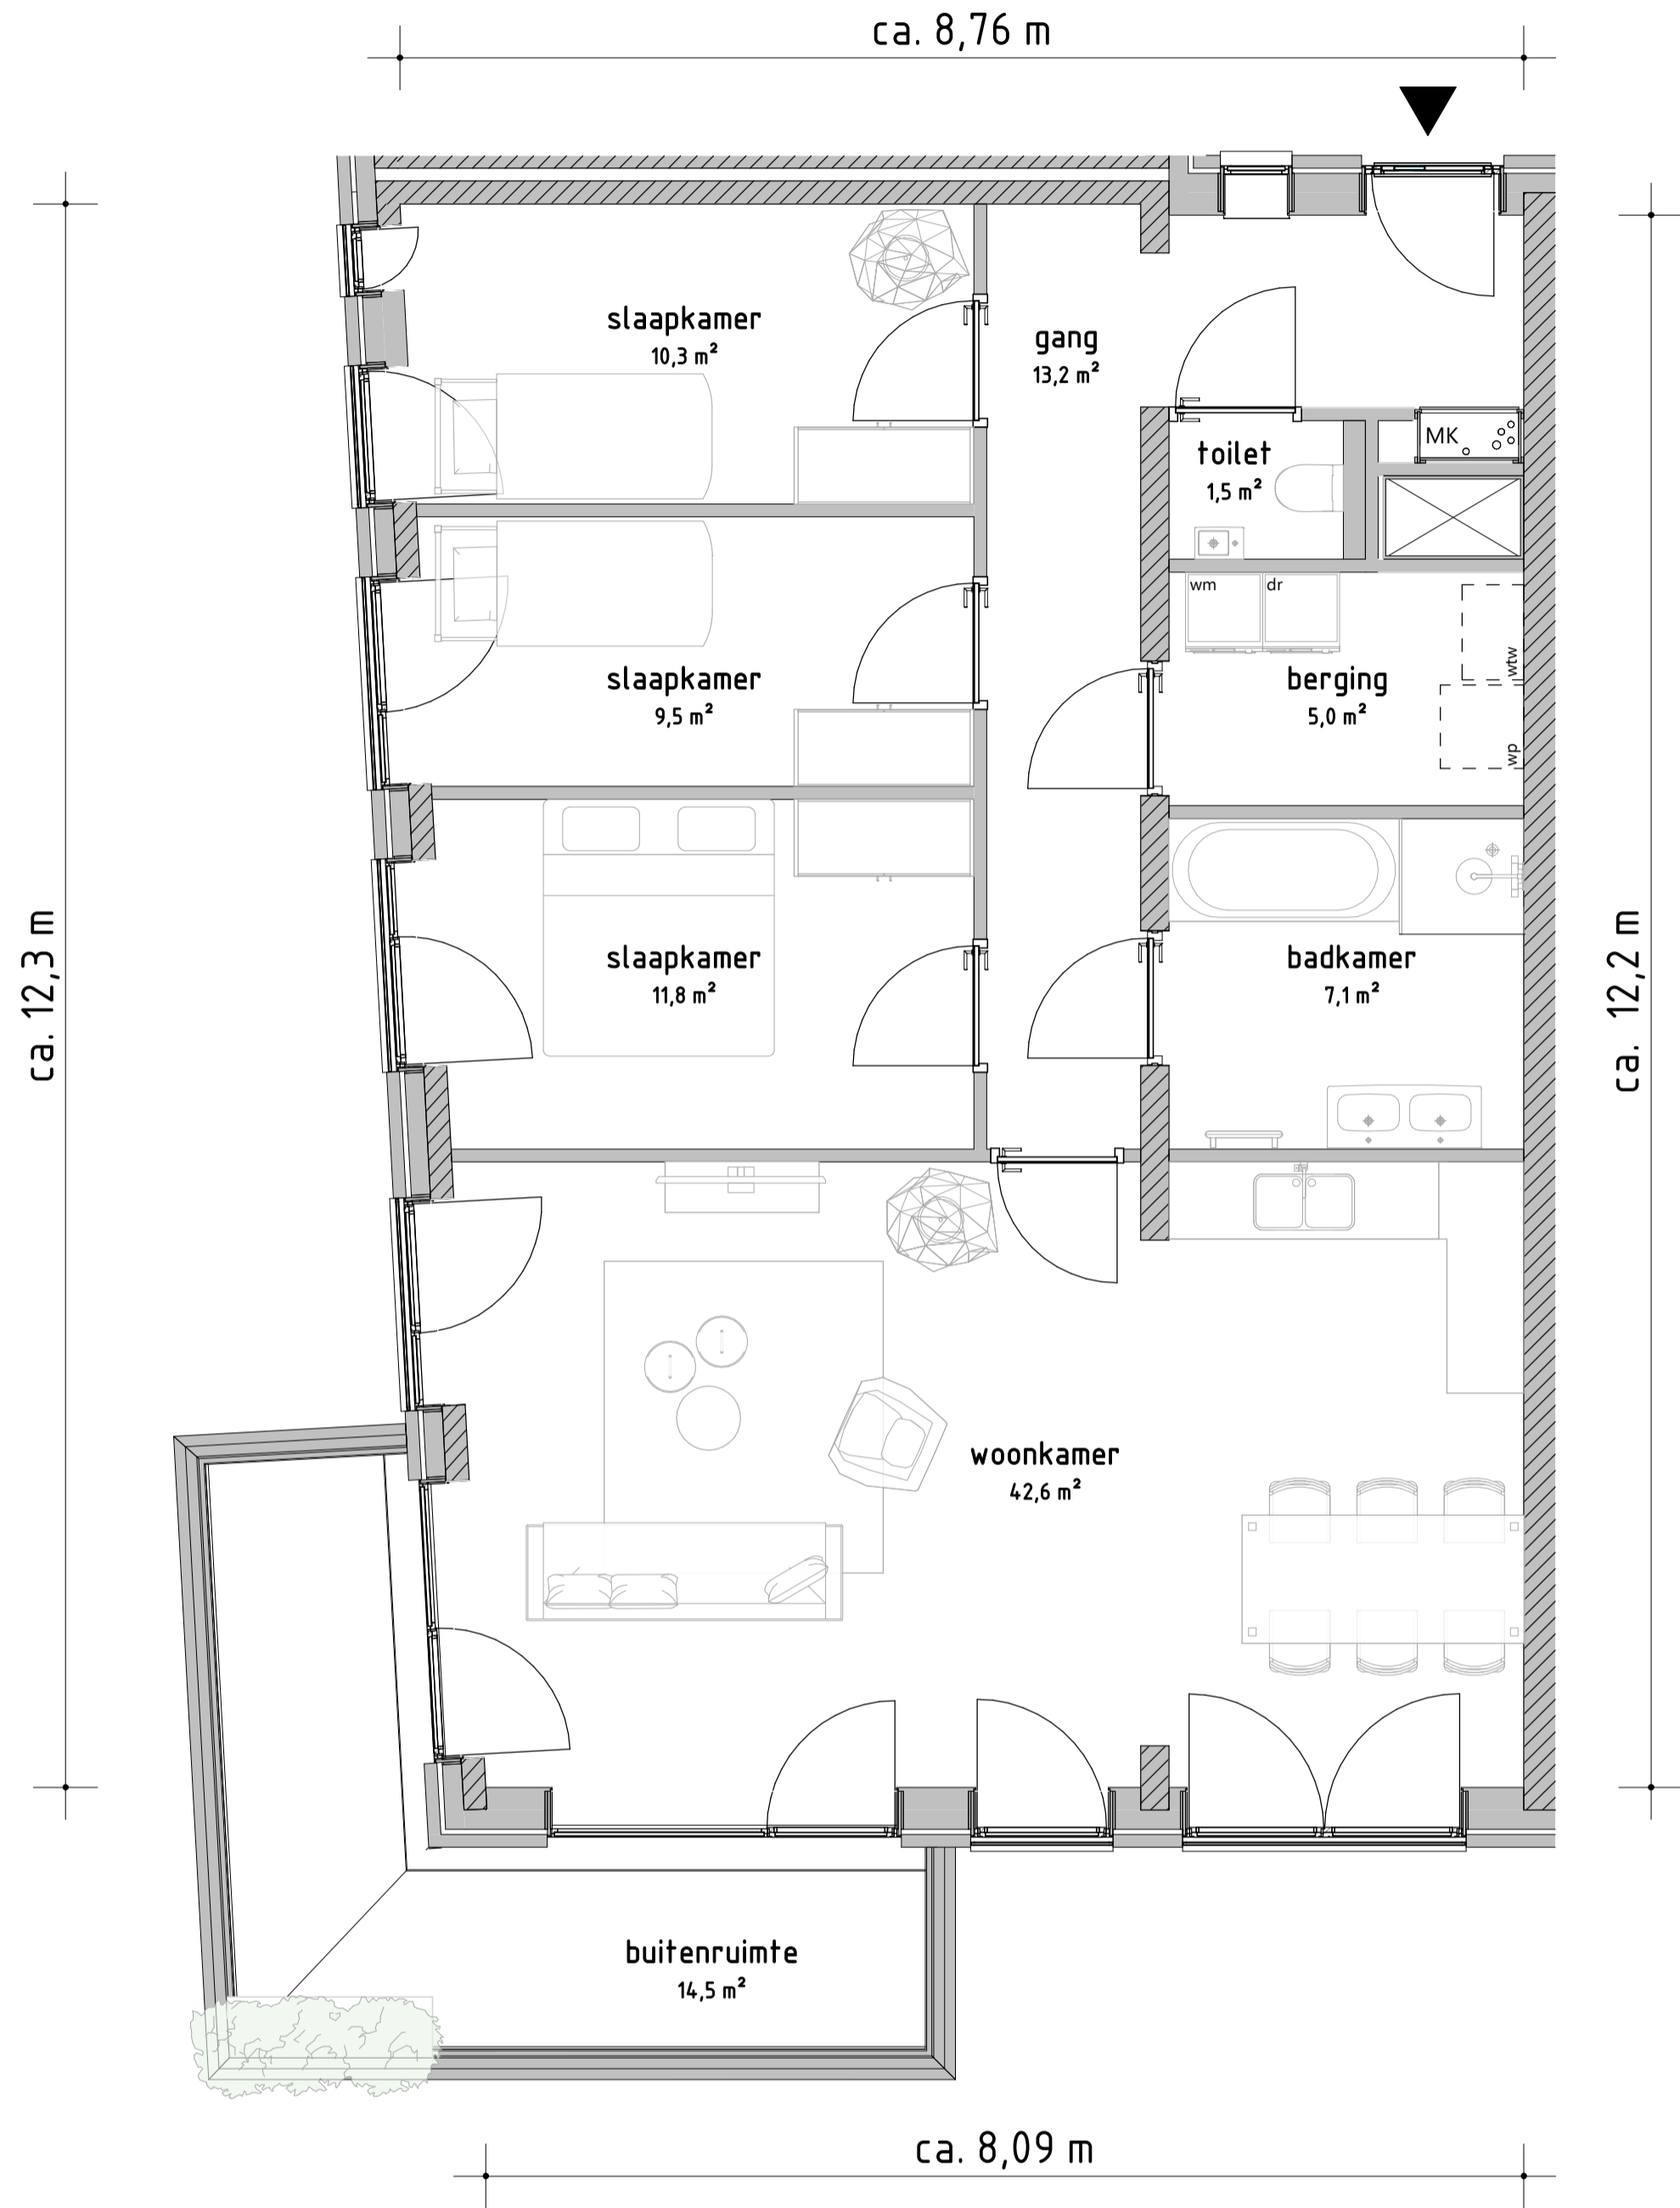 ca. 8,76 m
slaapkamer
10,3 m²
gang
13,2 m²
MK
toilet
1,5 m²
wm
dr
wtw
slaapkamer
9,5 m²
berging
5,0 m²
wp
ca. 12,3 m
slaapkamer
11,8 m²
badkamer
7,1 m²
ca. 12,2 m
woonkamer
42,6 m²
buitenruimte
14,5 m²
ca. 8,09 m